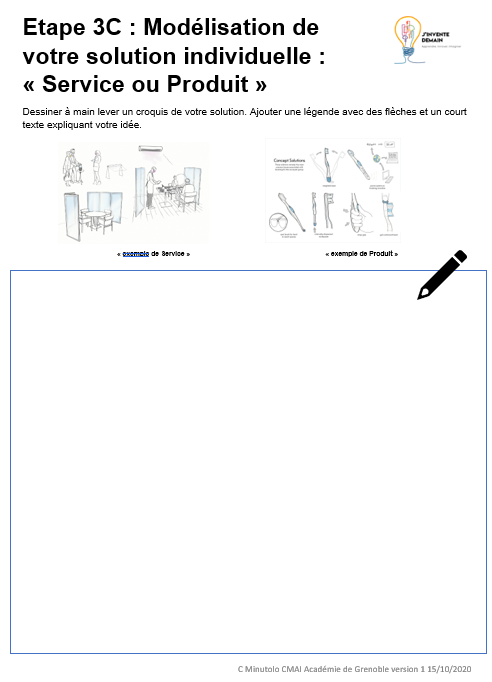 Etape 3C : Modélisation de
votre solution individuelle :
« Service ou Produit »
J'INVENTE
DEMAIN
Dessiner à main lever un croquis de votre solution. Ajouter une légende avec des flèches et un court
texte expliquant votre idée.
Concept Solutions
« exemple de Service »
« exemple de Produit »
C Minutolo CMAI Académie de Grenoble version 1 15/10/2020